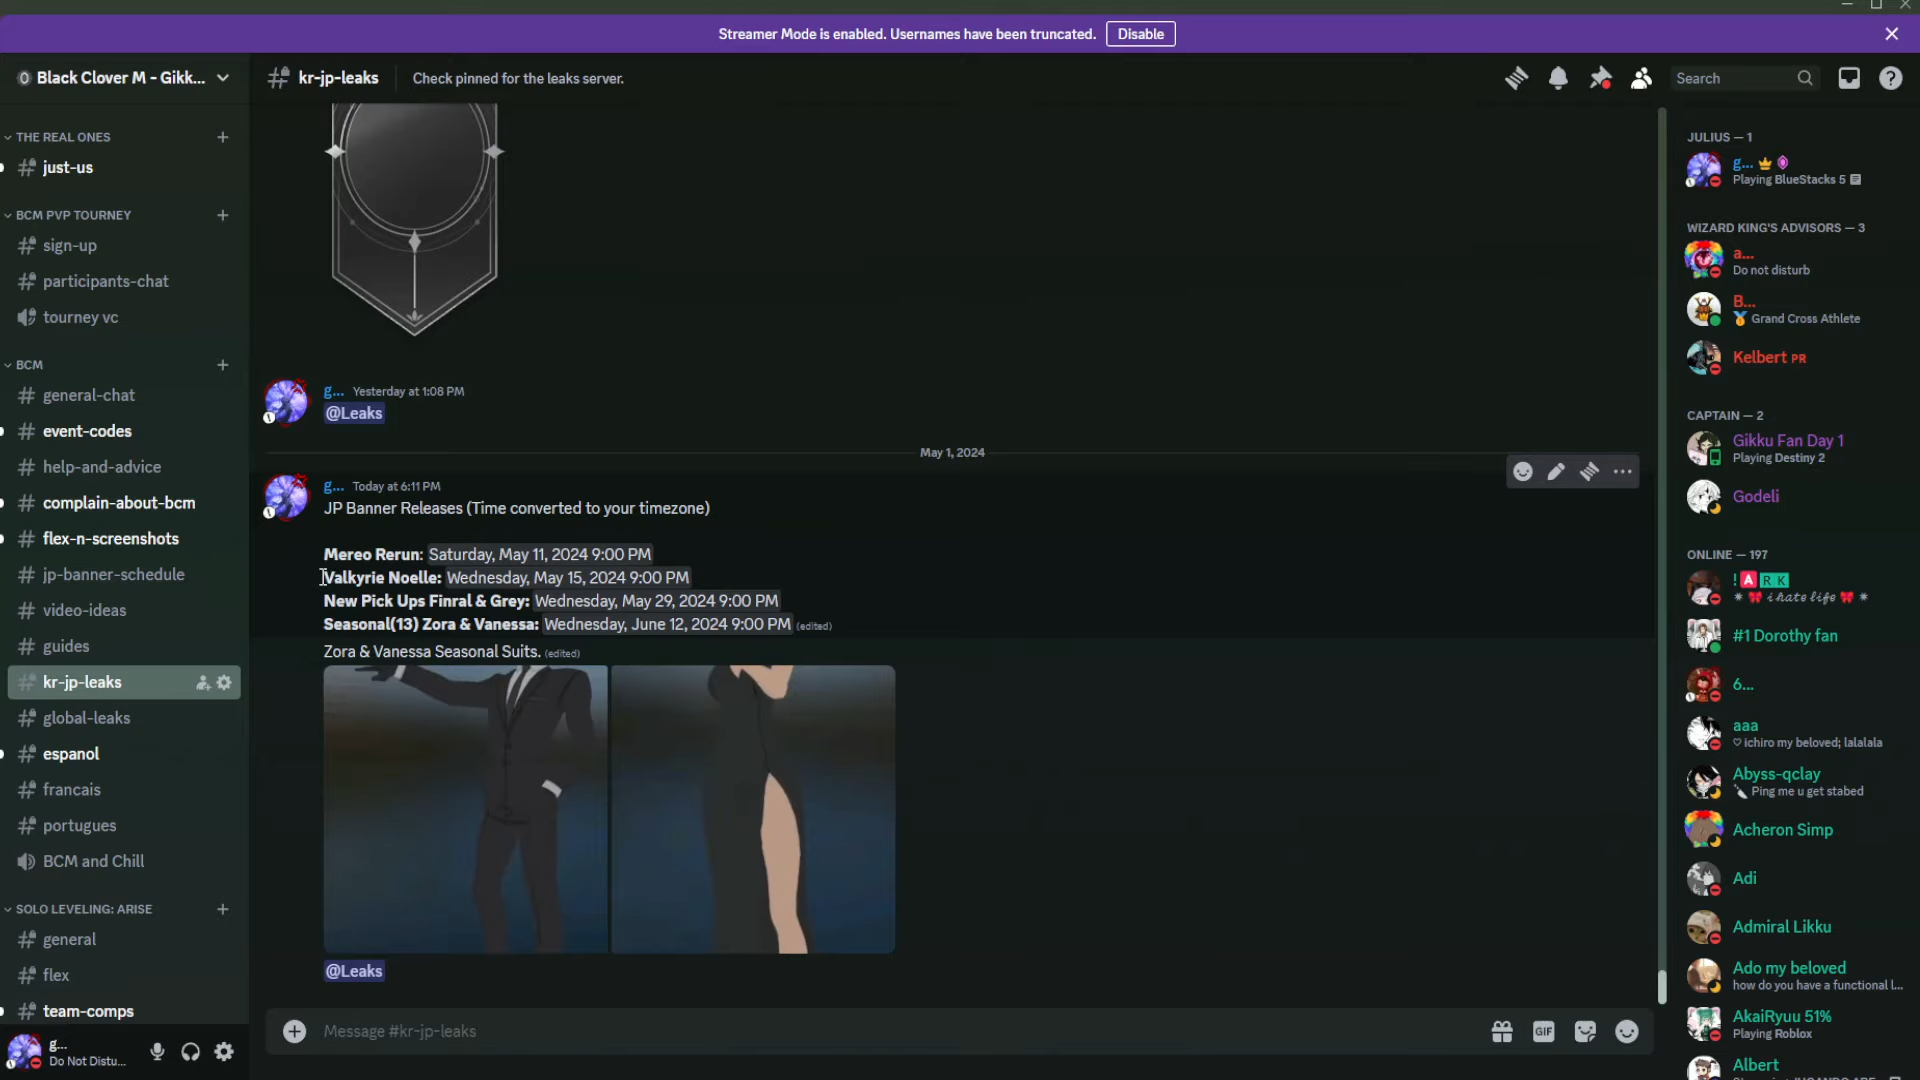 Streamer Mode is enabled. Usernames have been truncated. Disable
Black Clover M - Gikk...
kr-jp-leaks
Check pinned for the leaks server.
Search
THE REAL ONES
just-us
BCM PVP TOURNEY
sign-up
participants-chat
tourney vc
BCM
general-chat
event-codes
help-and-advice
complain-about-bcm
flex-n-screenshots
jp-banner-schedule
video-ideas
guides
kr-jp-leaks
global-leaks
espanol
francais
portugues
BCM and Chill
SOLO LEVELING: ARISE
general
flex
team-comps
g...
Do Not Distu...
g... Yesterday at 1:08 PM
@Leaks
May 1, 2024
g... Today at 6:11 PM
JP Banner Releases (Time converted to your timezone)
Mereo Rerun: Saturday, May 11, 2024 9:00 PM
Valkyrie Noelle: Wednesday, May 15, 2024 9:00 PM
New Pick Ups Finral & Grey: Wednesday, May 29, 2024 9:00 PM
Seasonal(13) Zora & Vanessa: Wednesday, June 12, 2024 9:00 PM (edited)
Zora & Vanessa Seasonal Suits. (edited)
@Leaks
Message #kr-jp-leaks
GIF
JULIUS — 1
g...
Playing BlueStacks 5
WIZARD KING'S ADVISORS — 3
a...
Do not disturb
B...
Grand Cross Athlete
Kelbert PR
CAPTAIN — 2
Gikku Fan Day 1
Playing Destiny 2
Godeli
ONLINE — 197
! A R K
i hate life
#1 Dorothy fan
6...
aaa
♡ ichiro my beloved; lalalala
Abyss-qclay
Ping me u get stabed
Acheron Simp
Adi
Admiral Likku
Ado my beloved
how do you have a functional l...
AkaiRyuu 51%
Playing Roblox
Albert